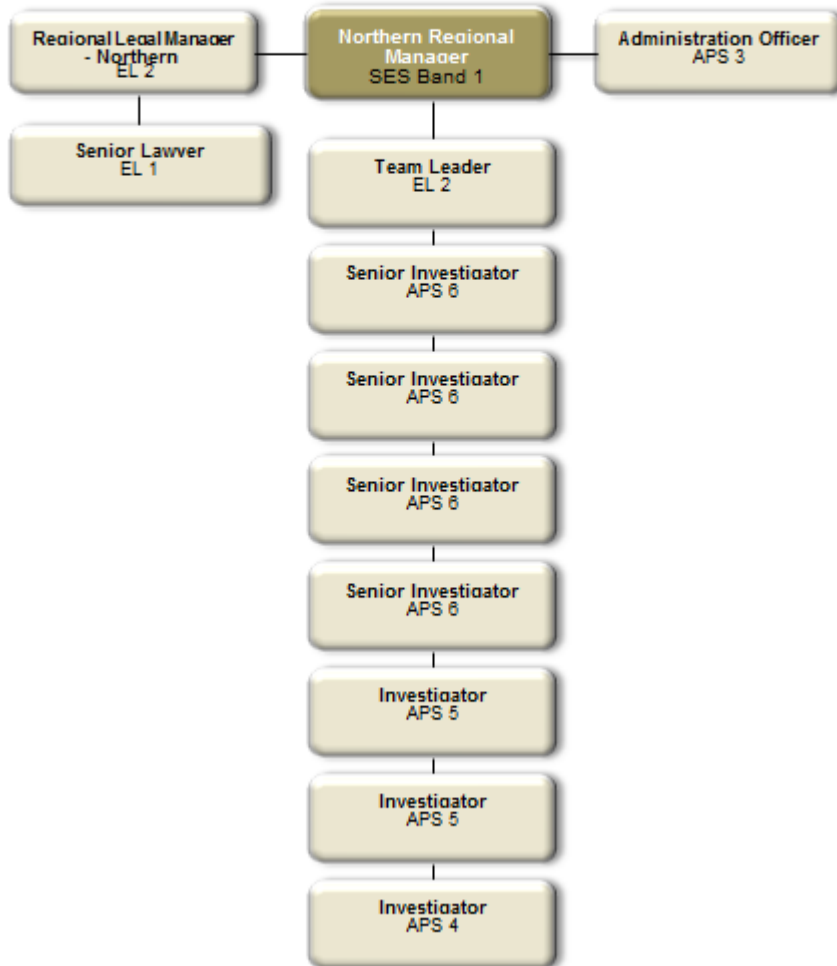 Regional Legal Manager
- Northern
EL 2
Northern Regional
Manager
SES Band 1
Administration Officer
APS 3
Senior Lawyer
EL 1
Team Leader
EL 2
Senior Investigator
APS 6
Senior Investigator
APS 6
Senior Investigator
APS 6
Senior Investigator
APS 6
Investigator
APS 5
Investigator
APS 5
Investigator
APS 4